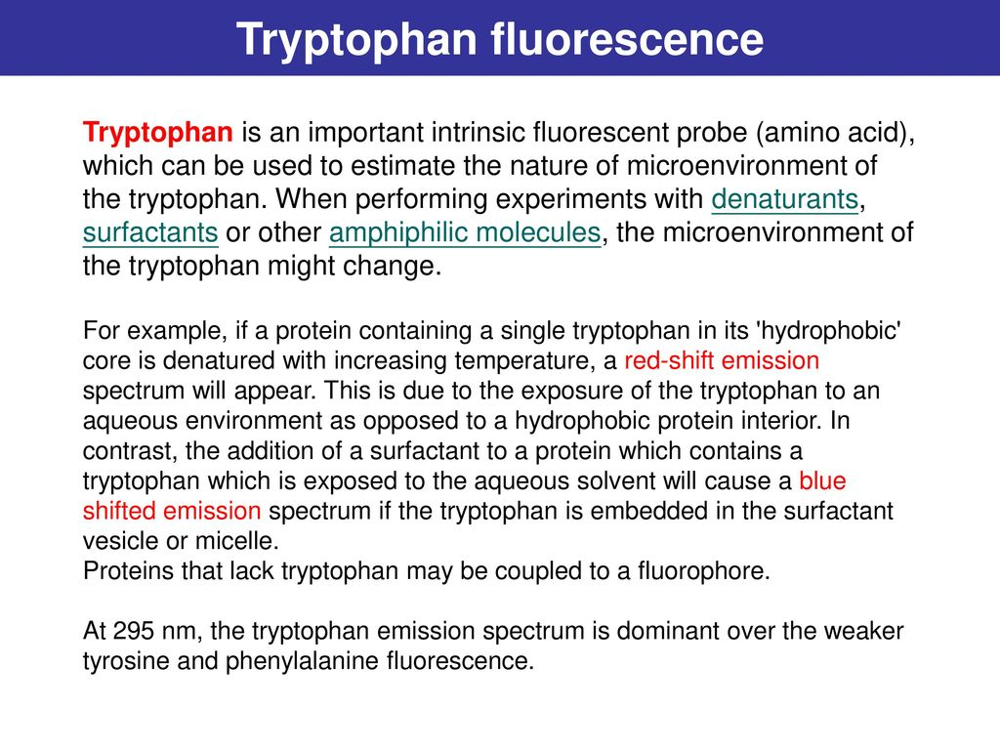 Tryptophan fluorescence
Tryptophan is an important intrinsic fluorescent probe (amino acid),
which can be used to estimate the nature of microenvironment of
the tryptophan. When performing experiments with denaturants,
surfactants or other amphiphilic molecules, the microenvironment of
the tryptophan might change.
For example, if a protein containing a single tryptophan in its 'hydrophobic'
core is denatured with increasing temperature, a red-shift emission
spectrum will appear. This is due to the exposure of the tryptophan to an
aqueous environment as opposed to a hydrophobic protein interior. In
contrast, the addition of a surfactant to a protein which contains a
tryptophan which is exposed to the aqueous solvent will cause a blue
shifted emission spectrum if the tryptophan is embedded in the surfactant
vesicle or micelle.
Proteins that lack tryptophan may be coupled to a fluorophore.
At 295 nm, the tryptophan emission spectrum is dominant over the weaker
tyrosine and phenylalanine fluorescence.